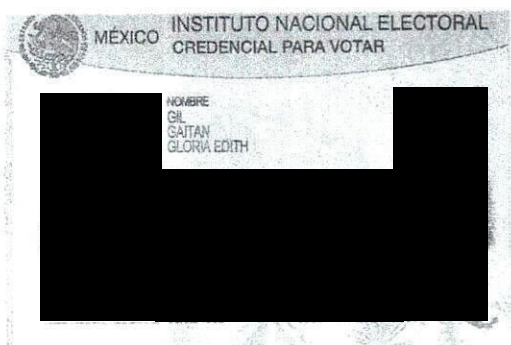 MÉXICO
INSTITUTO NACIONAL ELECTORAL
CREDENCIAL PARA VOTAR
NOMBRE
GIL
GAITAN
GLORIA EDITH